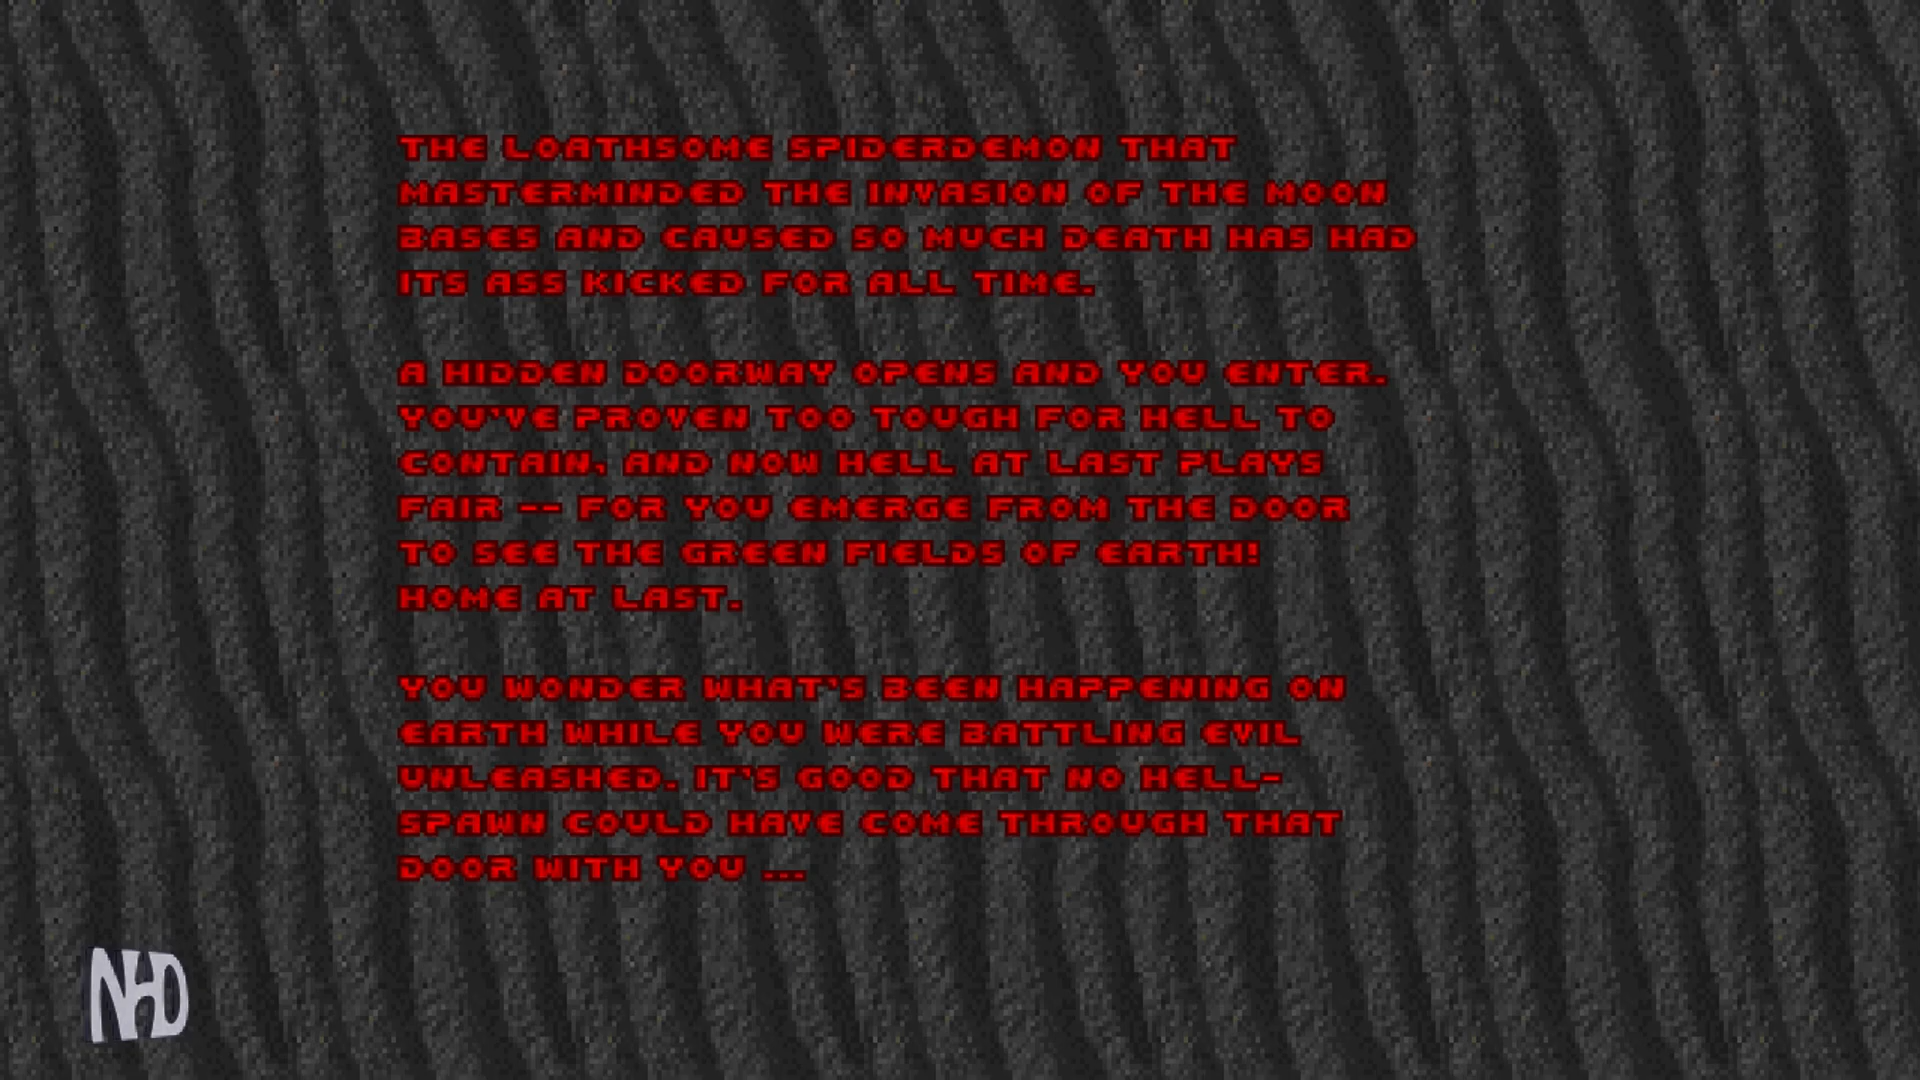 THE LOATHSOME SPIDERDEMON THAT
MASTERMINDED THE INVASION OF THE MOON
BASES AND CAUSED SO MUCH DEATH HAS HAD
ITS ASS KICKED FOR ALL TIME.
A HIDDEN DOORWAY OPENS AND YOU ENTER.
YOU'VE PROVEN TOO TOUGH FOR HELL TO
CONTAIN, AND NOW HELL AT LAST PLAYS
FAIR -- FOR YOU EMERGE FROM THE DOOR
TO SEE THE GREEN FIELDS OF EARTH!
HOME AT LAST.
YOU WONDER WHAT'S BEEN HAPPENING ON
EARTH WHILE YOU WERE BATTLING EVIL
UNLEASHED. IT'S GOOD THAT NO HELL-
SPAWN COULD HAVE COME THROUGH THAT
DOOR WITH YOU ...
NHD